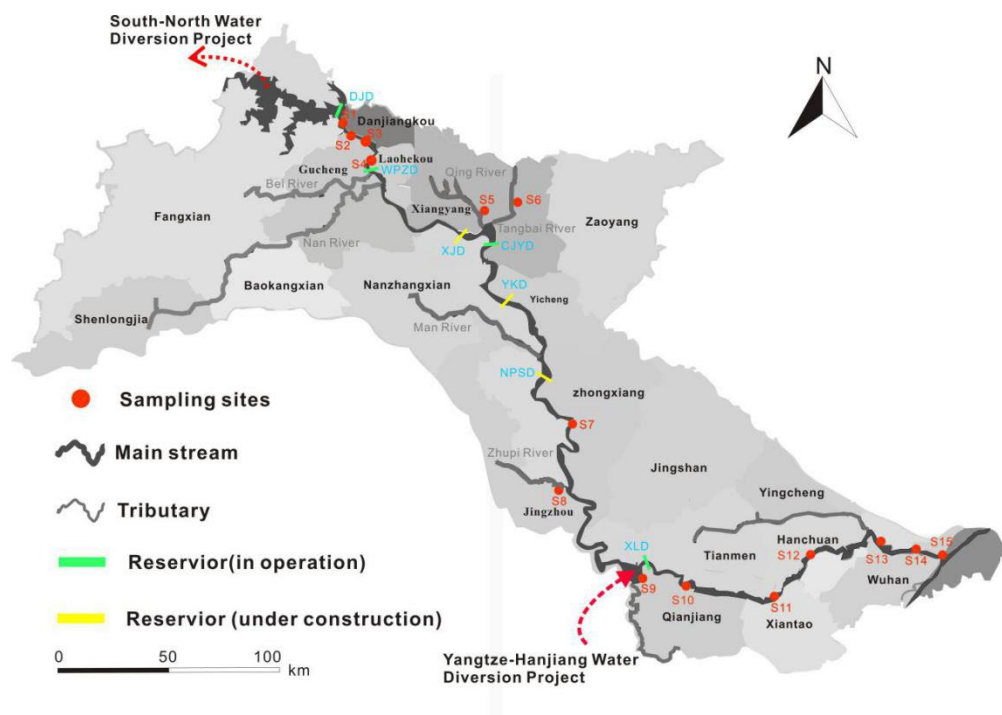 South-North Water
Diversion Project
N
DJD
S1
Danjiangkou
S2
S3
S4
Laohekou
WPZD
Gucheng
Qing River
Bei River
Fangxian
Xiangyang
S5
S6
Zaoyang
Tangbai River
Nan River
XJD
CJYD
Baokangxian
Nanzhangxian
YKD
Yicheng
Shenlongjia
Man River
NPSD
zhongxiang
Sampling sites
S7
Main stream
Zhupi River
Jingshan
Yingcheng
S8
Jingzhou
Tributary
XLD
Tianmen
Hanchuan
S12
S13
S14
S15
Reservior(in operation)
S9
S10
Wuhan
S11
Qianjiang
Xiantao
Reservior (under construction)
0
50
100
km
Yangtze-Hanjiang Water
Diversion Project